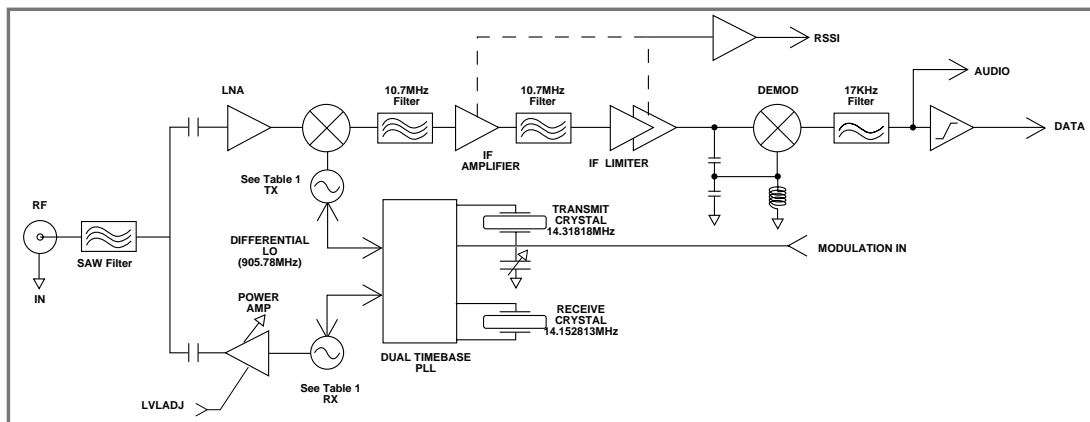 RSSI
LNA
10.7MHz
Filter
10.7MHz
Filter
DEMOD
17KHz
Filter
AUDIO
DATA
IF
AMPLIFIER
IF LIMITER
See Table 1
TX
RF
SAW Filter
IN
DIFFERENTIAL
LO
(905.78MHz)
TRANSMIT
CRYSTAL
14.31818MHz
MODULATION IN
POWER
AMP
RECEIVE
CRYSTAL
14.152813MHz
DUAL TIMEBASE
PLL
See Table 1
RX
LVLADJ